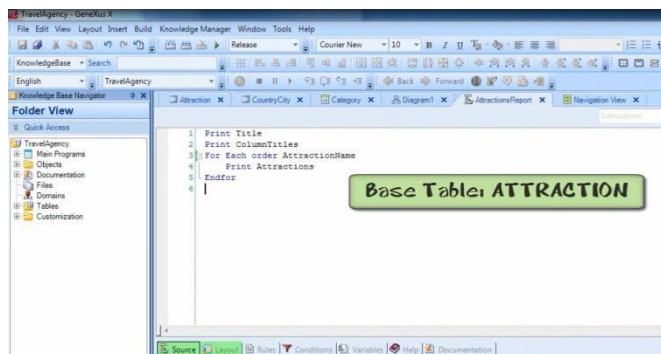 TravelAgency - GeneXus X
File Edit View Layout Insert Build Knowledge Manager Window Tools Help
Release Courier New 10 B I U
KnowledgeBase Search
English TravelAgency Back Forward
Knowledge Base Navigator
Attraction CountryCity Category Diagram1 AttractionsReport Navigation View
Folder View
Quick Access
TravelAgency
Main Programs
Objects
Documentation
Files
Domains
Tables
Customization
1 Print Title
2 Print ColumnTitles
3 For Each order AttractionName
4 Print Attractions
5 Endfor
6
Base Table: ATTRACTION
Source Layout Rules Conditions Variables Help Documentation